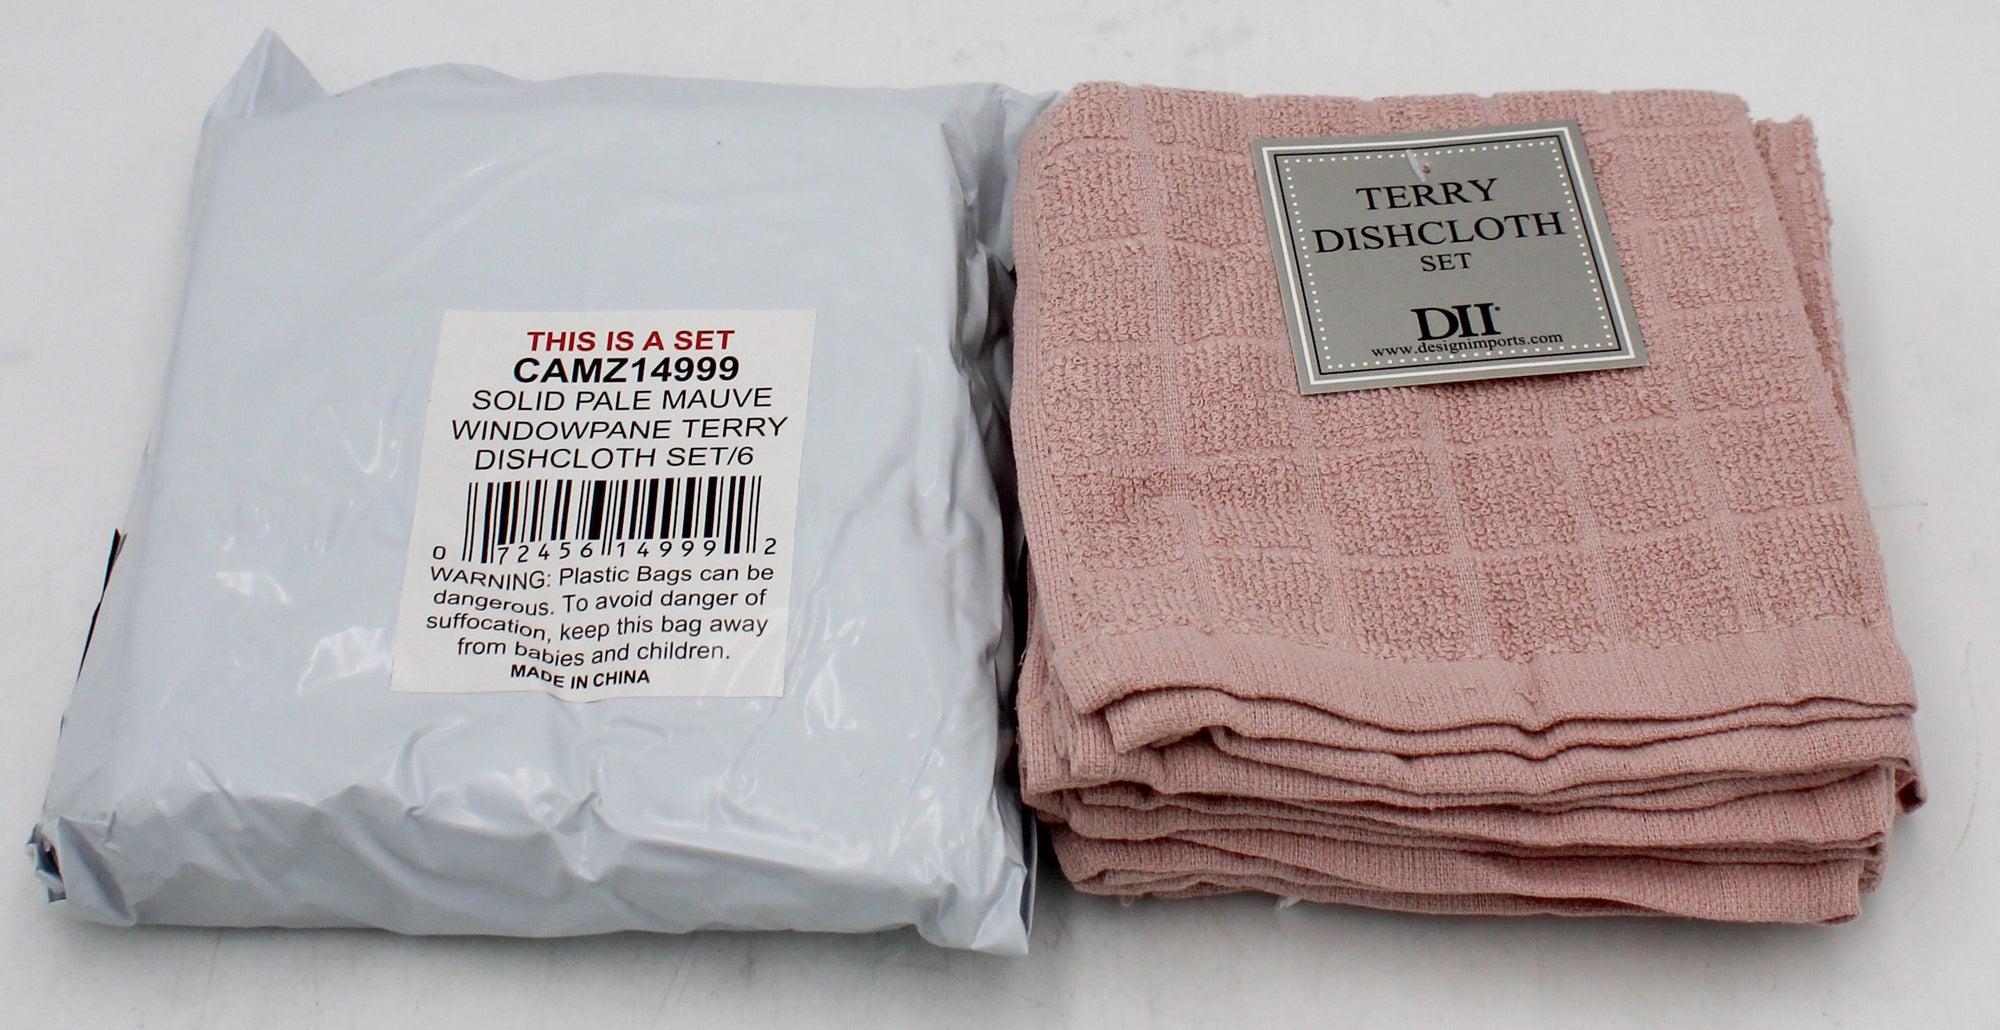 THIS IS A SET
CAMZ14999
SOLID PALE MAUVE
WINDOWPANE TERRY
DISHCLOTH SET/6
0 72456 14999 2
WARNING: Plastic Bags can be
dangerous. To avoid danger of
suffocation, keep this bag away
from babies and children.
MADE IN CHINA
TERRY
DISHCLOTH
SET
DII
www.designimports.com